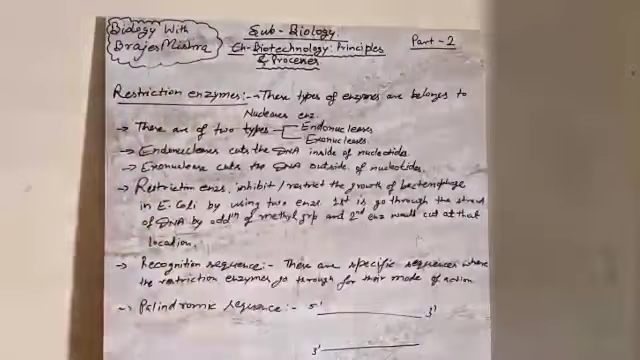 Biology With
Brajes Mishra
Sub- Biology
Ch-Biotechnology: Principles
& Processes
Part-2
Restriction enzymes:- These types of enzymes are belongs to
Nucleases enz.
→ There are of two types - Endonucleases
Exonucleases.
→ Endonucleases cuts the DNA inside of nucleotides.
→ Exonuclease cuts the DNA outside of nucleotides.
→ Restriction enzs. inhibit / restrict the growth of bacteriophage
in E. Coli by using two enzs. 1st is go through the strand
of DNA by addn of methyl grp and 2nd enz would cut at that
location.
→ Recognition sequence:- These are specific sequences where
the restriction enzymes go through for their mode of action
→ Palindromic sequence:- 5' 3'
3'